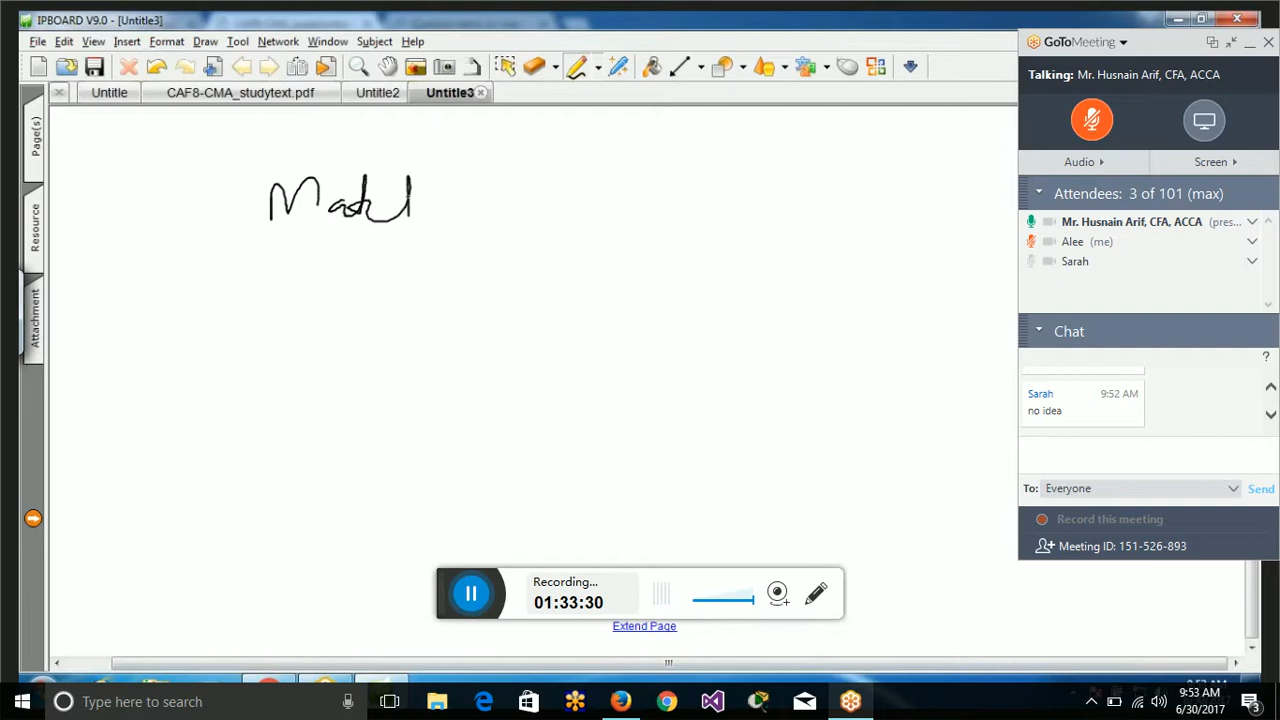 IPBOARD V9.0 - [Untitle3]
File Edit View Insert Format Draw Tool Network Window Subject Help
Untitle CAF8-CMA_studytext.pdf Untitle2 Untitle3
Page(s)
Resource
Attachment
Recording...
01:33:30
Extend Page
GoToMeeting
Talking: Mr. Husnain Arif, CFA, ACCA
Audio Screen
Attendees: 3 of 101 (max)
Mr. Husnain Arif, CFA, ACCA (pres...
Alee (me)
Sarah
Chat
?
Sarah 9:52 AM
no idea
To: Everyone Send
Record this meeting
Meeting ID: 151-526-893
Type here to search
9:53 AM
6/30/2017
3